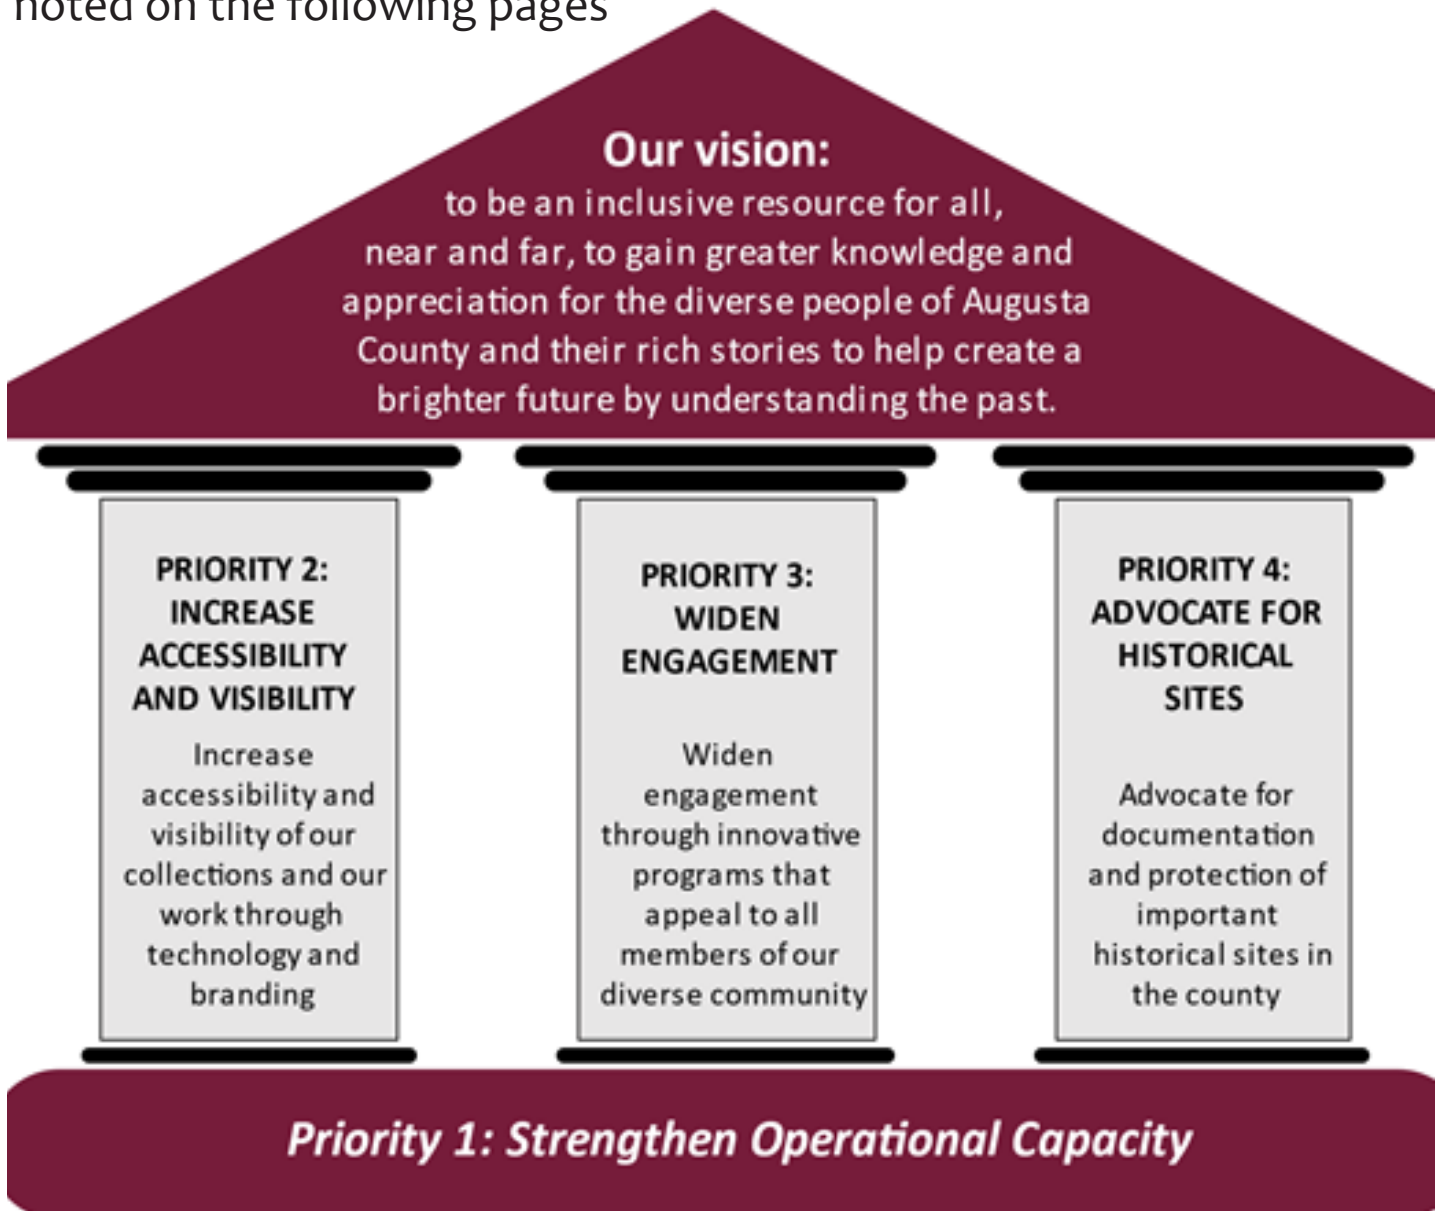 noted on the following pages
Our vision:
to be an inclusive resource for all,
near and far, to gain greater knowledge and
appreciation for the diverse people of Augusta
County and their rich stories to help create a
brighter future by understanding the past.
PRIORITY 2:
INCREASE
ACCESSIBILITY
AND VISIBILITY
Increase
accessibility and
visibility of our
collections and our
work through
technology and
branding
PRIORITY 3:
WIDEN
ENGAGEMENT
Widen
engagement
through innovative
programs that
appeal to all
members of our
diverse community
PRIORITY 4:
ADVOCATE FOR
HISTORICAL
SITES
Advocate for
documentation
and protection of
important
historical sites in
the county
Priority 1: Strengthen Operational Capacity